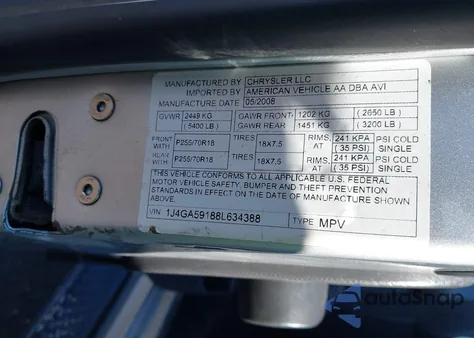 MANUFACTURED BY CHRYSLER LLC
IMPORTED BY AMERICAN VEHICLE AA DBA AVI
MANUFACTURE DATE 05/2008
GVWR 2449 KG GAWR FRONT 1202 KG ( 2650 LB)
( 5400 LB) GAWR REAR 1451 KG ( 3200 LB)
FRONT WITH P255/70R18 TIRES 18X7.5 RIMS, AT 241 KPA ( 35 PSI) PSI COLD SINGLE
REAR WITH P255/70R18 TIRES 18X7.5 RIMS, AT 241 KPA ( 35 PSI) PSI COLD SINGLE
THIS VEHICLE CONFORMS TO ALL APPLICABLE U.S. FEDERAL
MOTOR VEHICLE SAFETY, BUMPER AND THEFT PREVENTION
STANDARDS IN EFFECT ON DATE OF MANUFACTURE SHOWN
ABOVE.
VIN 1J4GA59188L634388 TYPE MPV
autoSnap